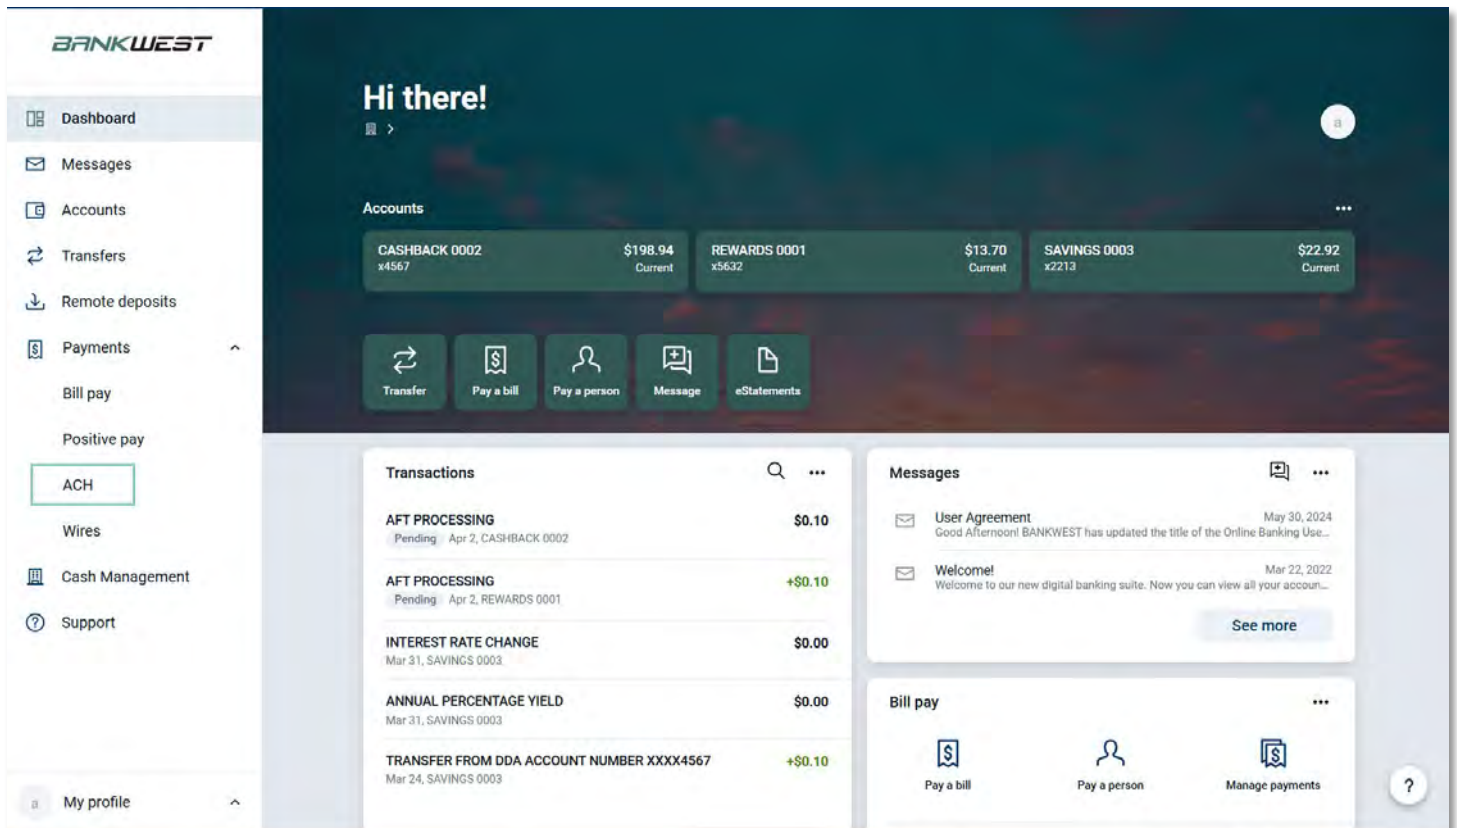 BANKWEST
Dashboard
Messages
Accounts
Transfers
Remote deposits
Payments
Bill pay
Positive pay
ACH
Wires
Cash Management
Support
a My profile
Hi there!
a
Accounts
CASHBACK 0002 $198.94
x4567 Current
REWARDS 0001 $13.70
x5632 Current
SAVINGS 0003 $22.92
x2213 Current
Transfer
Pay a bill
Pay a person
Message
eStatements
Transactions
AFT PROCESSING $0.10
Pending Apr 2, CASHBACK 0002
AFT PROCESSING +$0.10
Pending Apr 2, REWARDS 0001
INTEREST RATE CHANGE $0.00
Mar 31, SAVINGS 0003
ANNUAL PERCENTAGE YIELD $0.00
Mar 31, SAVINGS 0003
TRANSFER FROM DDA ACCOUNT NUMBER XXXX4567 +$0.10
Mar 24, SAVINGS 0003
Messages
User Agreement May 30, 2024
Good Afternoon! BANKWEST has updated the title of the Online Banking Use...
Welcome! Mar 22, 2022
Welcome to our new digital banking suite. Now you can view all your accoun...
See more
Bill pay
Pay a bill
Pay a person
Manage payments
?